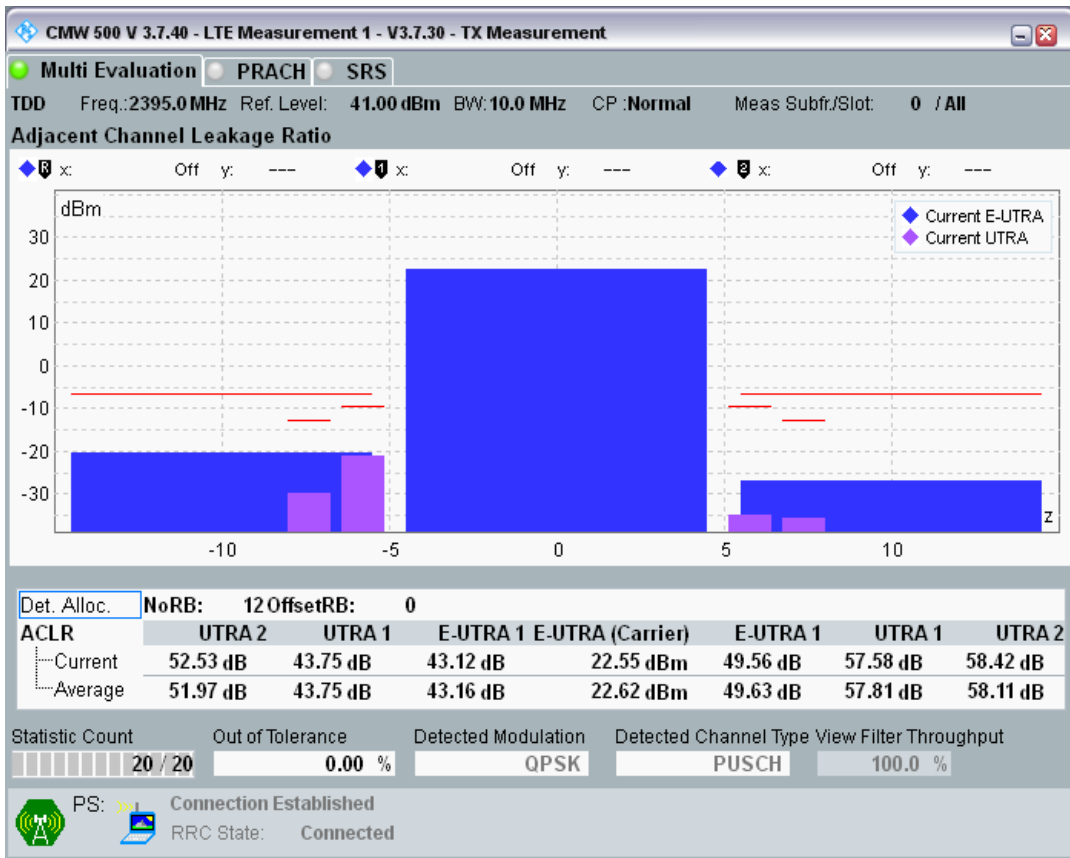 CMW 500 V 3.7.40 - LTE Measurement 1 - V3.7.30 - TX Measurement
Multi Evaluation PRACH SRS
TDD Freg.:2395.0 MHz Ref. Level: 41.00 dBm BW: 10.0 MHz CP :Normal Meas Subfr./Slot: 0 / All
Adjacent Channel Leakage Ratio
R x: Off y: --- 1 x: Off y: --- 2 x: Off y: ---
dBm
Current E-UTRA
Current UTRA
30
20
10
0
-10
-20
-30
z
-10 -5 0 5 10
Det. Alloc. NoRB: 12 OffsetRB: 0
ACLR UTRA 2 UTRA 1 E-UTRA 1 E-UTRA (Carrier) E-UTRA 1 UTRA 1 UTRA 2
Current 52.53 dB 43.75 dB 43.12 dB 22.55 dBm 49.56 dB 57.58 dB 58.42 dB
Average 51.97 dB 43.75 dB 43.16 dB 22.62 dBm 49.63 dB 57.81 dB 58.11 dB
Statistic Count Out of Tolerance Detected Modulation Detected Channel Type View Filter Throughput
20 / 20 0.00 % QPSK PUSCH 100.0 %
PS: Connection Established
RRC State: Connected